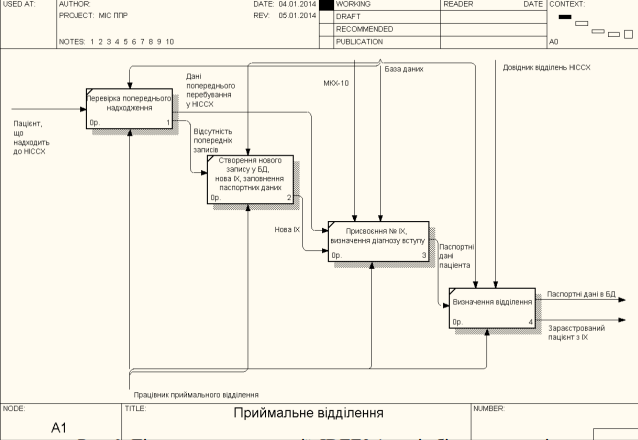 USED AT:
AUTHOR:
DATE: 04.01.2014
WORKING
READER
DATE
CONTEXT:
PROJECT: МІС ППР
REV: 05.01.2014
DRAFT
RECOMMENDED
NOTES: 1 2 3 4 5 6 7 8 9 10
PUBLICATION
A0
База даних
Довідник відділень НІССХ
МКХ-10
Дані
попереднього
перебування
у НІССХ
Перевірка попереднього
надходження
0р.
1
Пацієнт,
що
надходить
до НІССХ
Відсутність
попередніх
записів
Створення нового
запису у БД,
нова ІХ, заповнення
паспортних даних
0р.
2
Нова ІХ
Присвоєння № ІХ,
визначення діагнозу вступу
0р.
3
Паспортні
дані
пацієнта
Визначення відділення
0р.
4
Паспортні дані в БД
Зараєстрований
пацієнт з ІХ
Працівник приймального відділення
NODE:
TITLE:
NUMBER:
A1
Приймальне відділення